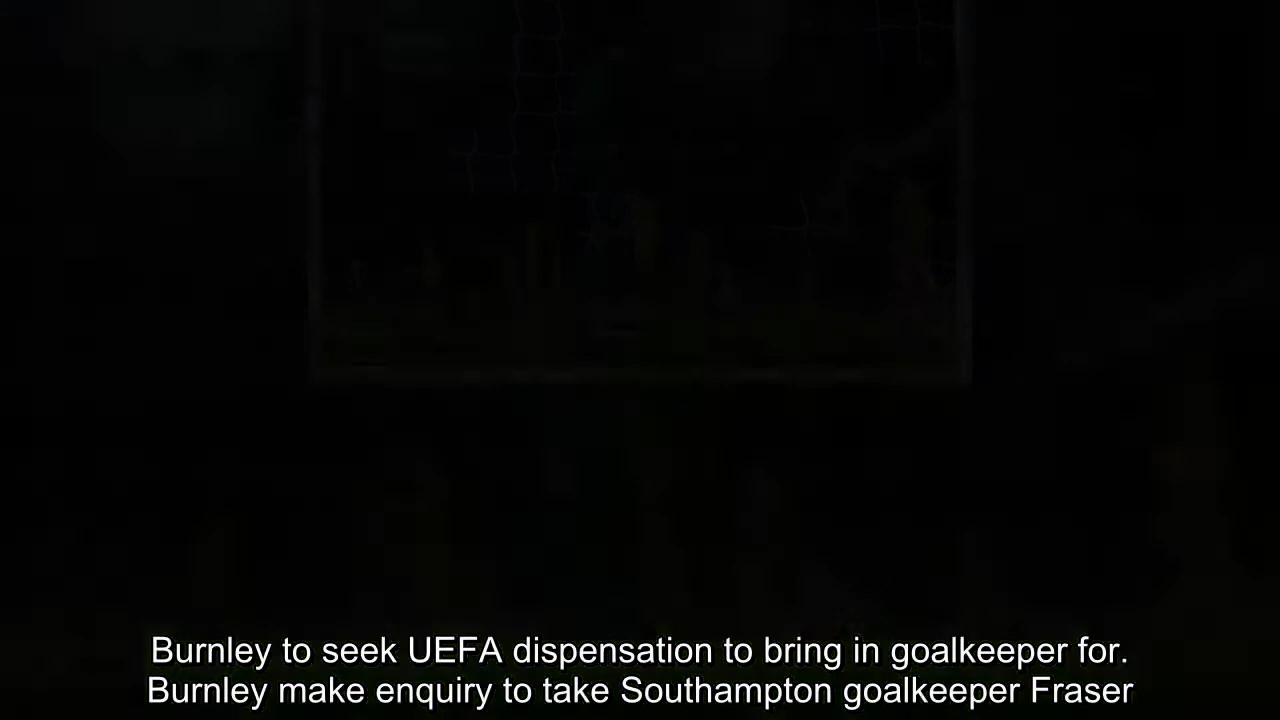 Burnley to seek UEFA dispensation to bring in goalkeeper for.
Burnley make enquiry to take Southampton goalkeeper Fraser